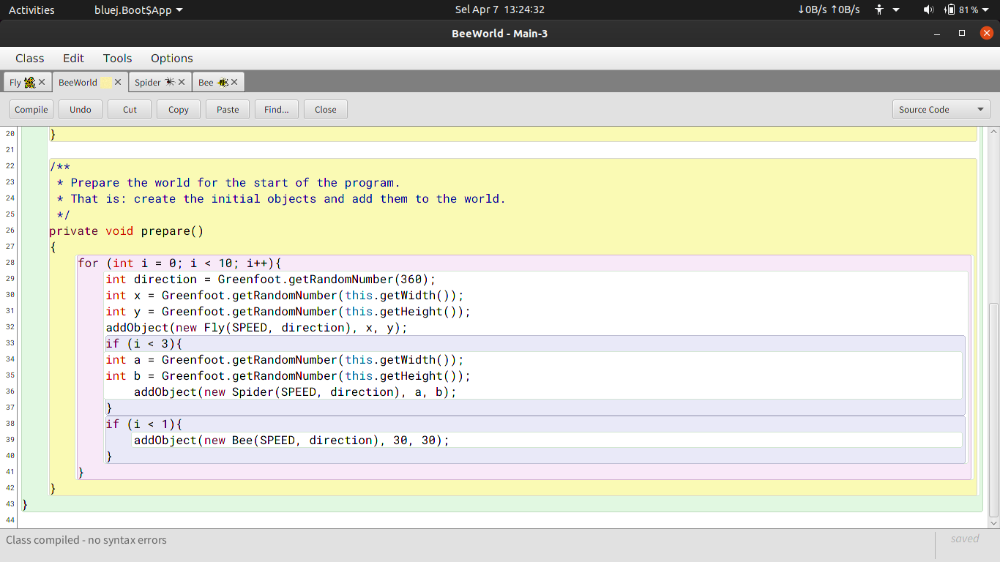 Activities bluej.Boot$App Sel Apr 7 13:24:32 ↓0B/s ↑0B/s 81%
BeeWorld - Main-3
Class Edit Tools Options
Fly BeeWorld Spider Bee
Compile Undo Cut Copy Paste Find... Close Source Code
20 }
21
22 /**
23 * Prepare the world for the start of the program.
24 * That is: create the initial objects and add them to the world.
25 */
26 private void prepare()
27 {
28 for (int i = 0; i < 10; i++){
29 int direction = Greenfoot.getRandomNumber(360);
30 int x = Greenfoot.getRandomNumber(this.getWidth());
31 int y = Greenfoot.getRandomNumber(this.getHeight());
32 addObject(new Fly(SPEED, direction), x, y);
33 if (i < 3){
34 int a = Greenfoot.getRandomNumber(this.getWidth());
35 int b = Greenfoot.getRandomNumber(this.getHeight());
36 addObject(new Spider(SPEED, direction), a, b);
37 }
38 if (i < 1){
39 addObject(new Bee(SPEED, direction), 30, 30);
40 }
41 }
42 }
43 }
44
Class compiled - no syntax errors saved